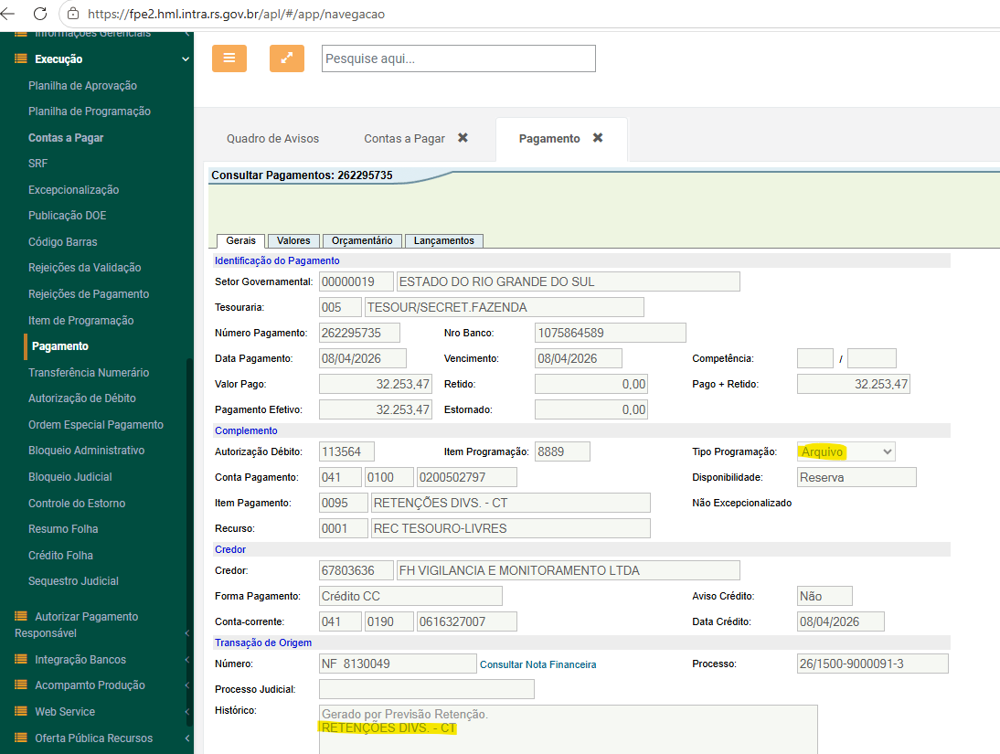 https://fpe2.hml.intra.rs.gov.br/apl/#/app/navegacao
Informações Gerenciais
Execução
Planilha de Aprovação
Planilha de Programação
Contas a Pagar
SRF
Excepcionalização
Publicação DOE
Código Barras
Rejeições da Validação
Rejeições de Pagamento
Item de Programação
Pagamento
Transferência Numerário
Autorização de Débito
Ordem Especial Pagamento
Bloqueio Administrativo
Bloqueio Judicial
Controle do Estorno
Resumo Folha
Crédito Folha
Sequestro Judicial
Autorizar Pagamento
Responsável
Integração Bancos
Acompamto Produção
Web Service
Oferta Pública Recursos
Pesquise aqui...
Quadro de Avisos Contas a Pagar ✖ Pagamento ✖
Consultar Pagamentos: 262295735
Gerais Valores Orçamentário Lançamentos
Identificação do Pagamento
Setor Governamental: 00000019 ESTADO DO RIO GRANDE DO SUL
Tesouraria: 005 TESOUR/SECRET.FAZENDA
Número Pagamento: 262295735 Nro Banco: 1075864589
Data Pagamento: 08/04/2026 Vencimento: 08/04/2026 Competência: /
Valor Pago: 32.253,47 Retido: 0,00 Pago + Retido: 32.253,47
Pagamento Efetivo: 32.253,47 Estornado: 0,00
Complemento
Autorização Débito: 113564 Item Programação: 8889 Tipo Programação: Arquivo
Conta Pagamento: 041 0100 0200502797 Disponibilidade: Reserva
Item Pagamento: 0095 RETENÇÕES DIVS. - CT Não Excepcionalizado
Recurso: 0001 REC TESOURO-LIVRES
Credor
Credor: 67803636 FH VIGILANCIA E MONITORAMENTO LTDA
Forma Pagamento: Crédito CC Aviso Crédito: Não
Conta-corrente: 041 0190 0616327007 Data Crédito: 08/04/2026
Transação de Origem
Número: NF 8130049 Consultar Nota Financeira Processo: 26/1500-9000091-3
Processo Judicial:
Histórico: Gerado por Previsão Retenção.
RETENÇÕES DIVS. - CT